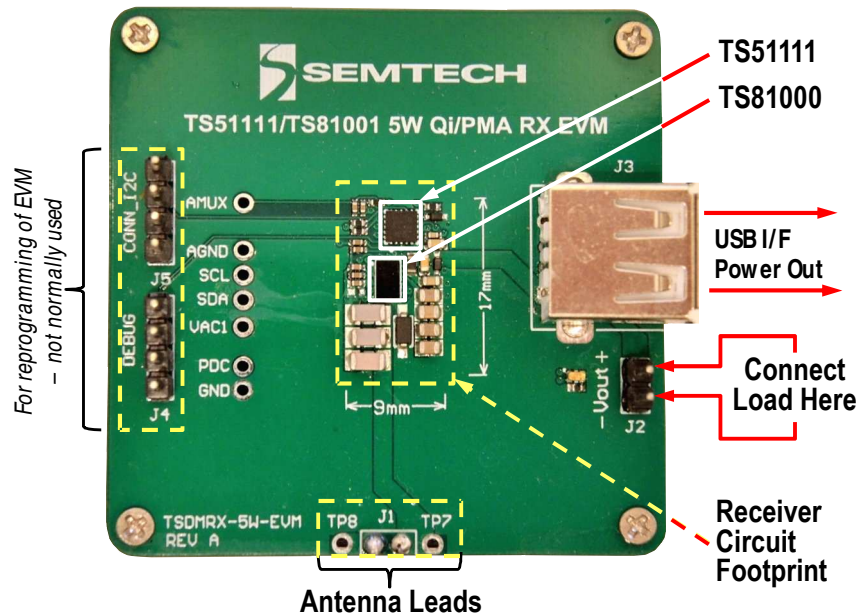 SEMTECH
TS51111/TS81001 5W Qi/PMA RX EVM
TS51111
TS81000
For reprogramming of EVM
– not normally used
CONN_I2C
J5
DEBUG
J4
AMUX
AGND
SCL
SDA
VAC1
PDC
GND
17mm
9mm
J3
USB I/F
Power Out
-Vout+
J2
Connect
Load Here
Receiver
Circuit
Footprint
TSDMRX-5W-EVM
REV A
TP8
J1
TP7
Antenna Leads